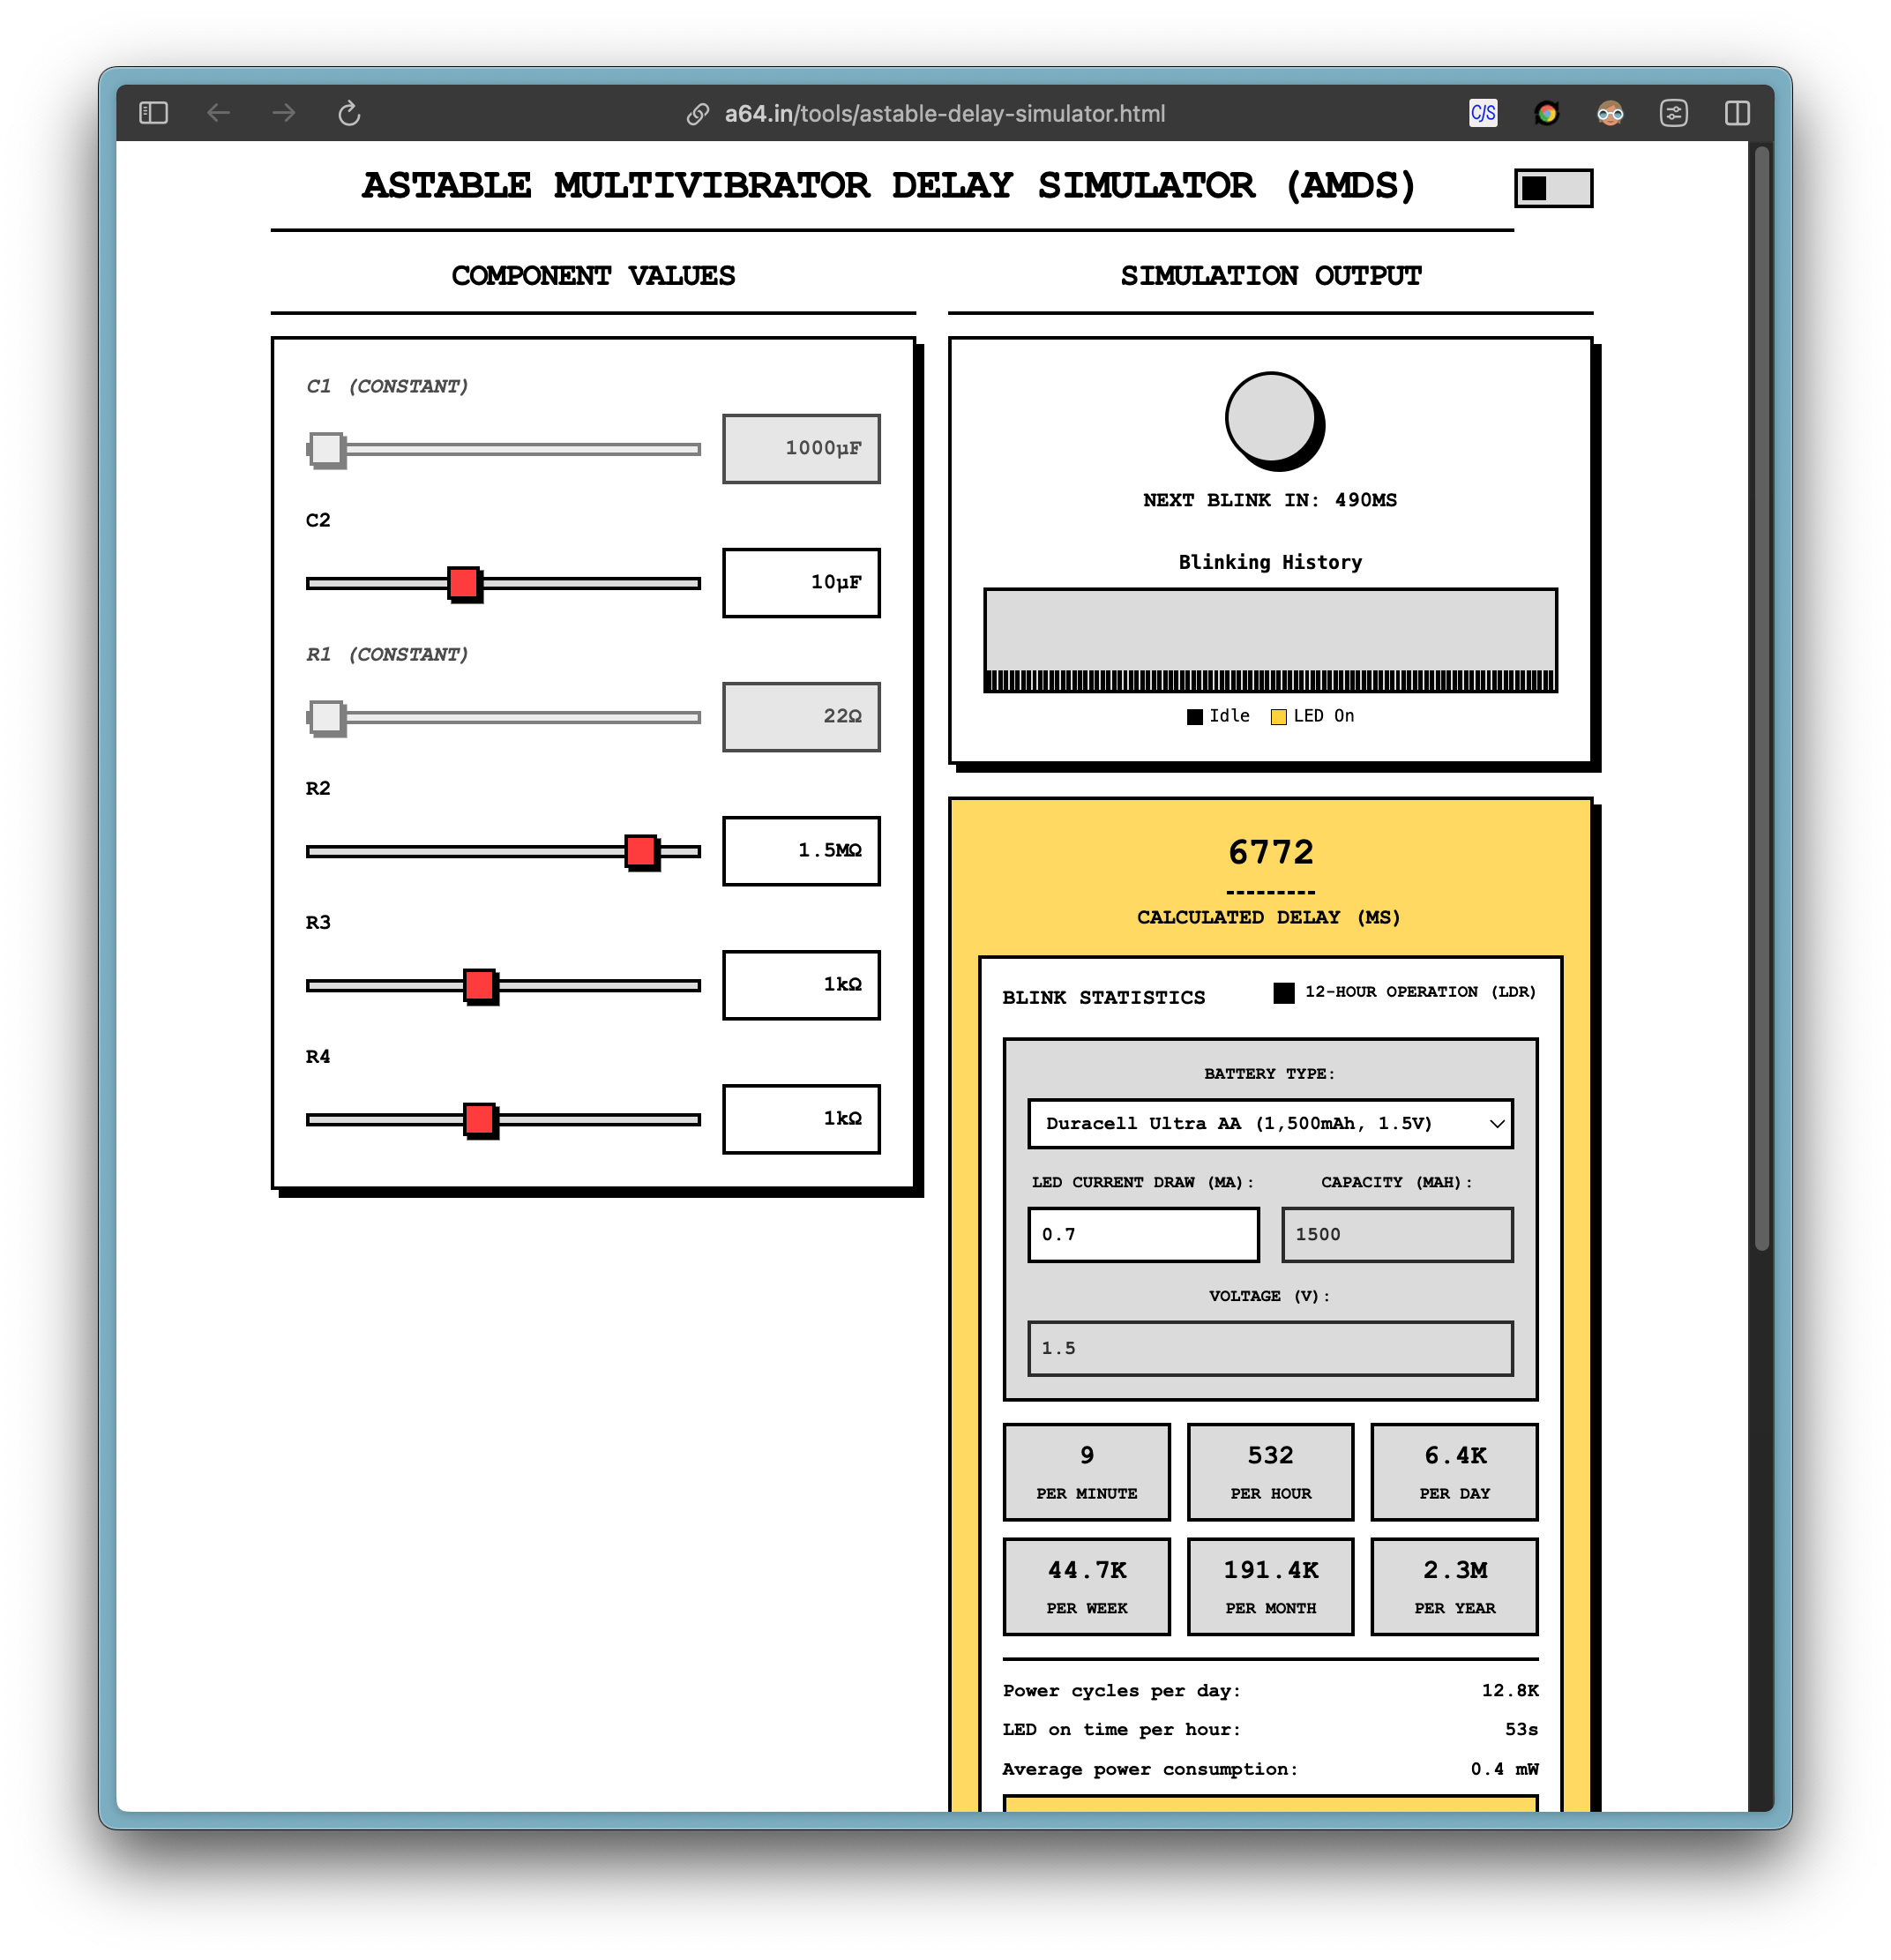 C/S
a64.in/tools/astable-delay-simulator.html
ASTABLE MULTIVIBRATOR DELAY SIMULATOR (AMDS)
COMPONENT VALUES
C1 (CONSTANT)
1000µF
C2
10µF
R1 (CONSTANT)
22Ω
R2
1.5MΩ
R3
1kΩ
R4
1kΩ
SIMULATION OUTPUT
NEXT BLINK IN: 490MS
Blinking History
Idle LED On
6772
---------
CALCULATED DELAY (MS)
BLINK STATISTICS
12-HOUR OPERATION (LDR)
BATTERY TYPE:
Duracell Ultra AA (1,500mAh, 1.5V)
LED CURRENT DRAW (MA): CAPACITY (MAH):
0.7 1500
VOLTAGE (V):
1.5
9 532 6.4K
PER MINUTE PER HOUR PER DAY
44.7K 191.4K 2.3M
PER WEEK PER MONTH PER YEAR
Power cycles per day: 12.8K
LED on time per hour: 53s
Average power consumption: 0.4 mW